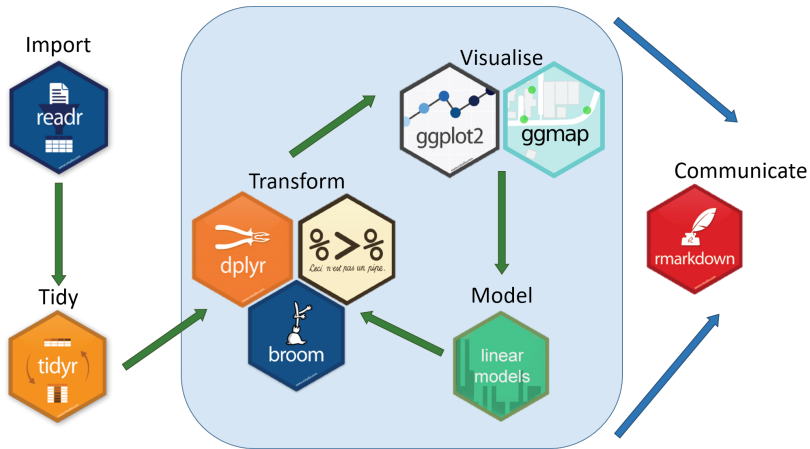 Import
readr
Tidy
tidyr
Transform
dplyr
%>%
Ceci n'est pas un pipe.
broom
Visualise
ggplot2
ggmap
Model
linear
models
Communicate
rmarkdown